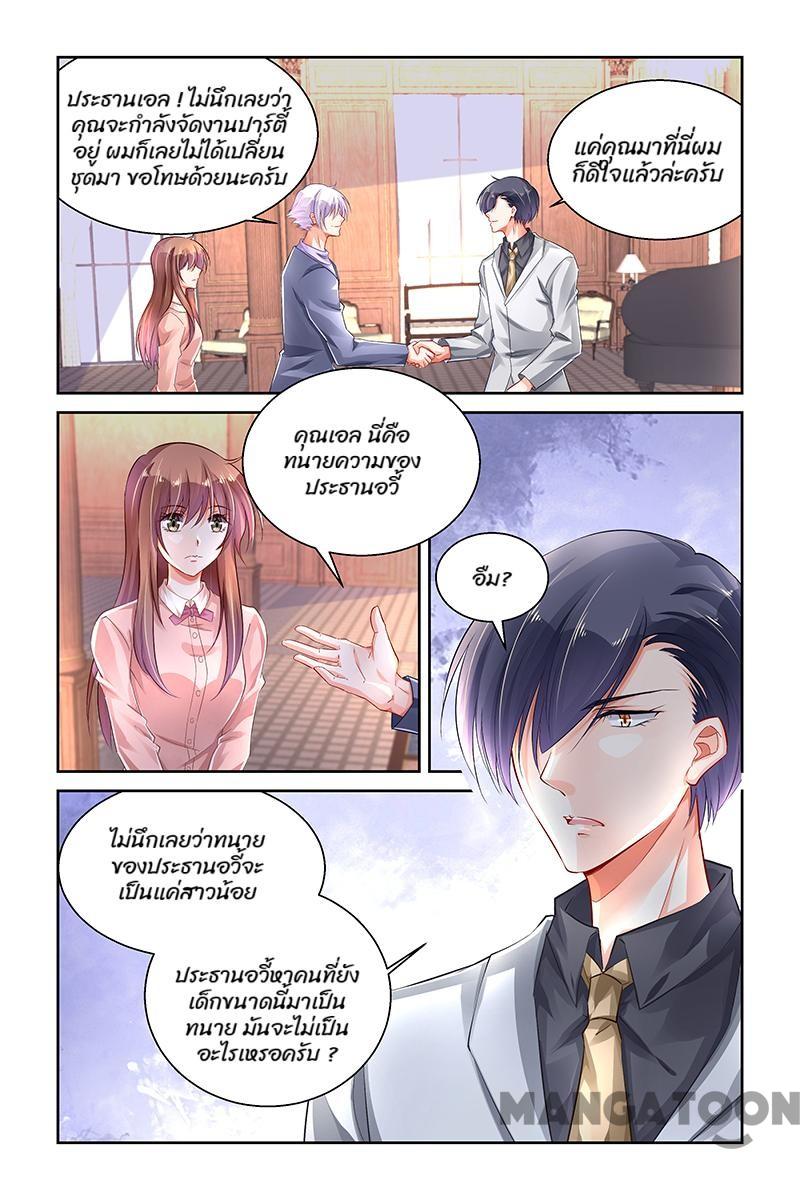 ประธานเอล ! ไม่นึกเลยว่า
คุณจะกำลังจัดงานปาร์ตี้
อยู่ ผมก็เลยไม่ได้เปลี่ยน
ชุดมา ขอโทษด้วยนะครับ
แค่คุณมาที่นี่ผม
ก็ดีใจแล้วล่ะครับ
คุณเอล นี่คือ
ทนายความของ
ประธานอวี้
อืม?
ไม่นึกเลยว่าทนาย
ของประธานอวี้จะ
เป็นแค่สาวน้อย
ประธานอวี้หาคนที่ยัง
เด็กขนาดนี้มาเป็น
ทนาย มันจะไม่เป็น
อะไรเหรอครับ ?
MANGATOON